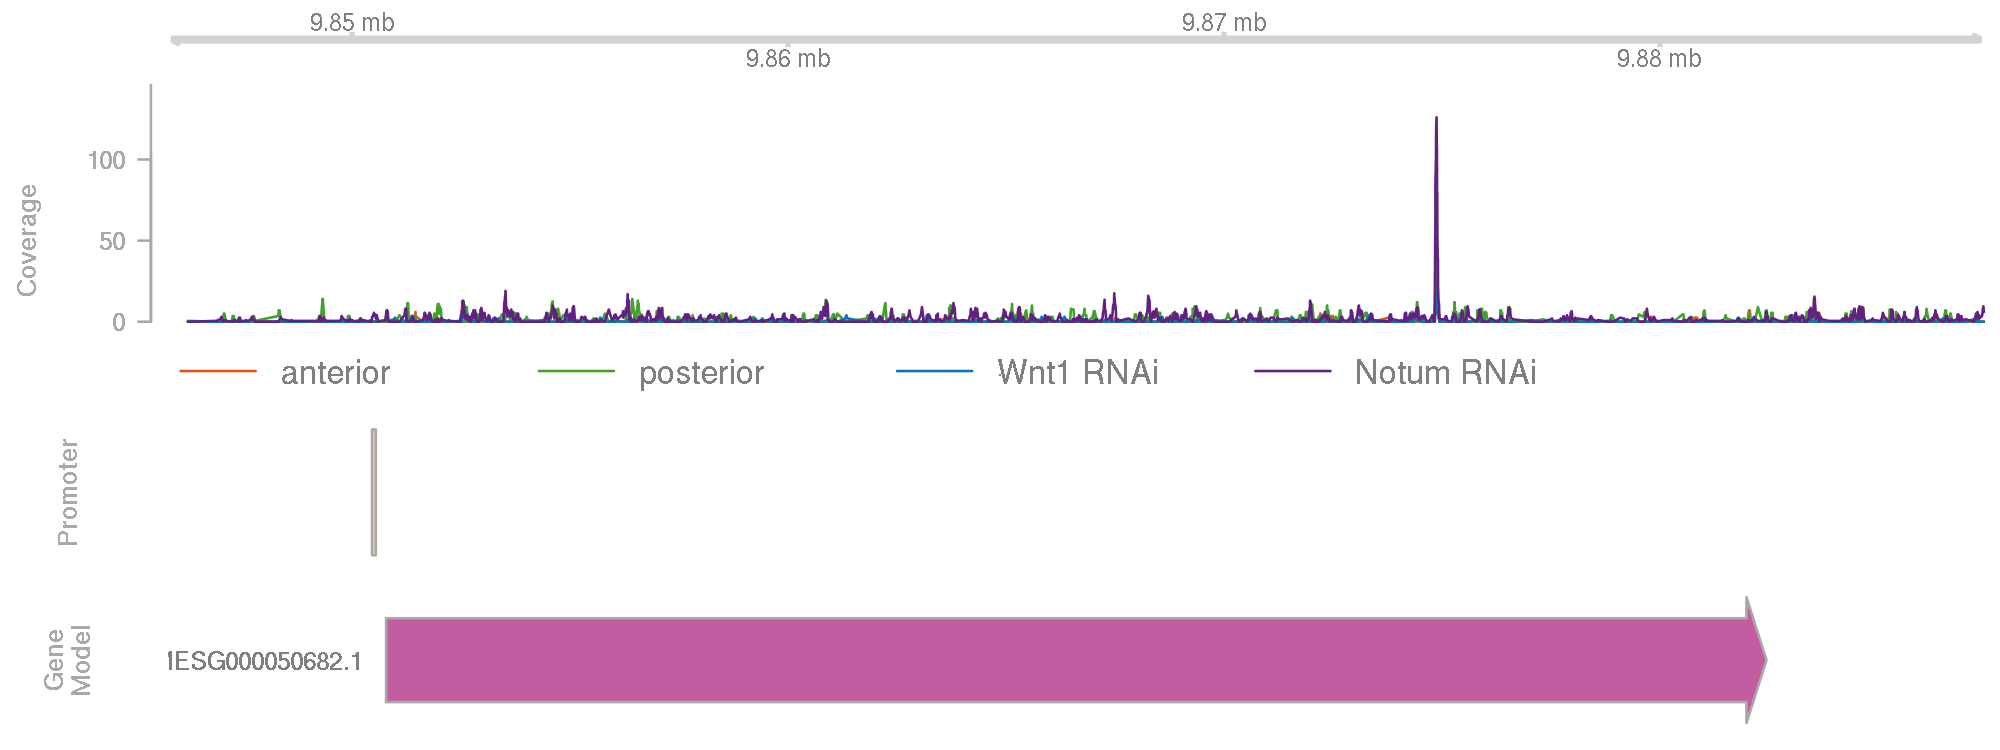 9.85 mb
9.87 mb
9.86 mb
9.88 mb
Coverage
100
50
0
anterior
posterior
Wnt1 RNAi
Notum RNAi
Promoter
Gene
Model
1ESG000050682.1